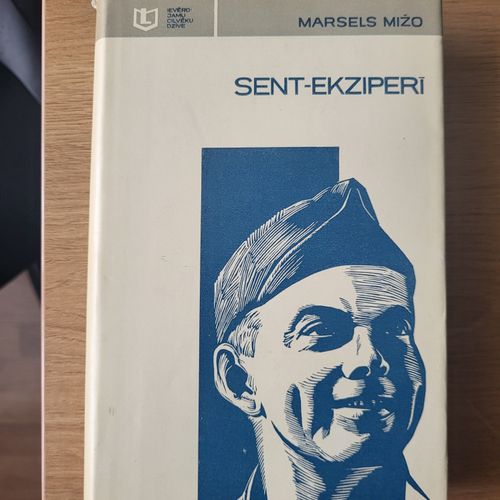 IEVĒRO-
JAMU
CILVĒKU
DZĪVE
MARSELS MIŽO
SENT-EKZIPERĪ